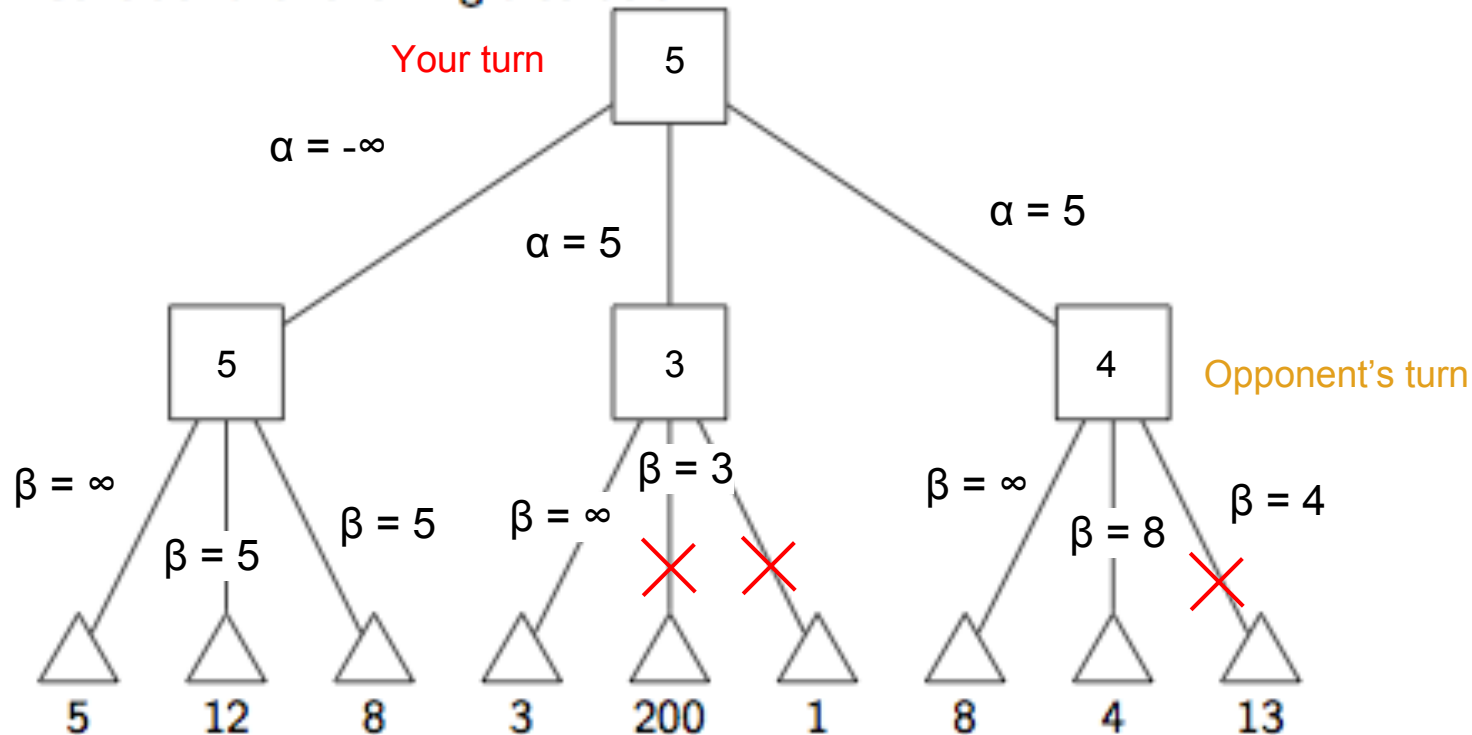 Your turn
5
α = -∞
α = 5
α = 5
5
3
4
Opponent's turn
β = ∞
β = 5
β = 5
β = ∞
β = 3
β = ∞
β = 8
β = 4
5 12 8 3 200 1 8 4 13